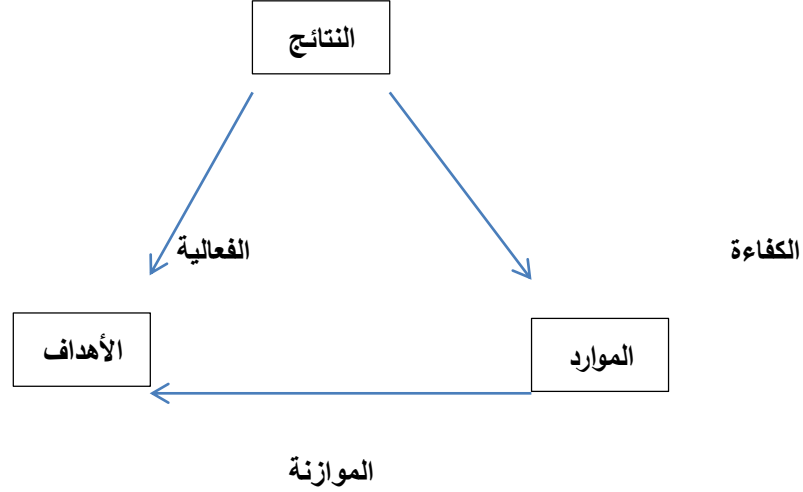 النتائج
الكفاءة
الفعالية
الموارد
الأهداف
الموازنة